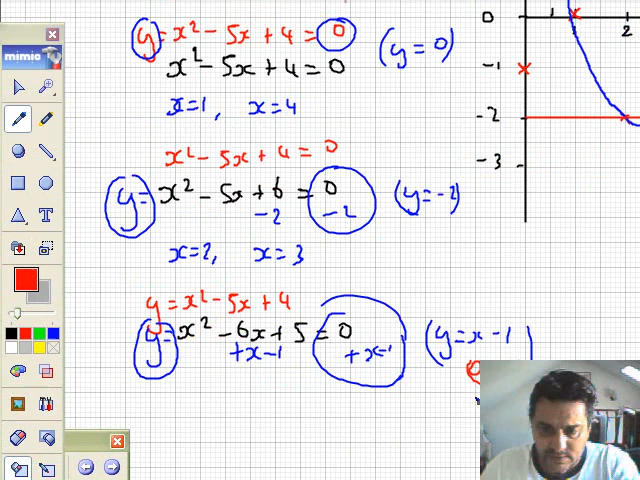 y = x² - 5x + 4 = 0 (y = 0)
x² - 5x + 4 = 0
x=1, x=4
x² - 5x + 4 = 0
y= x² - 5x + 6 = 0 (y=-2)
-2 -2
x=2, x=3
y = x² - 5x + 4
y= x² - 6x + 5 = 0 (y=x-1)
+x-1 +x-1
mimio
A T
0 1 2
-1
-2
-3